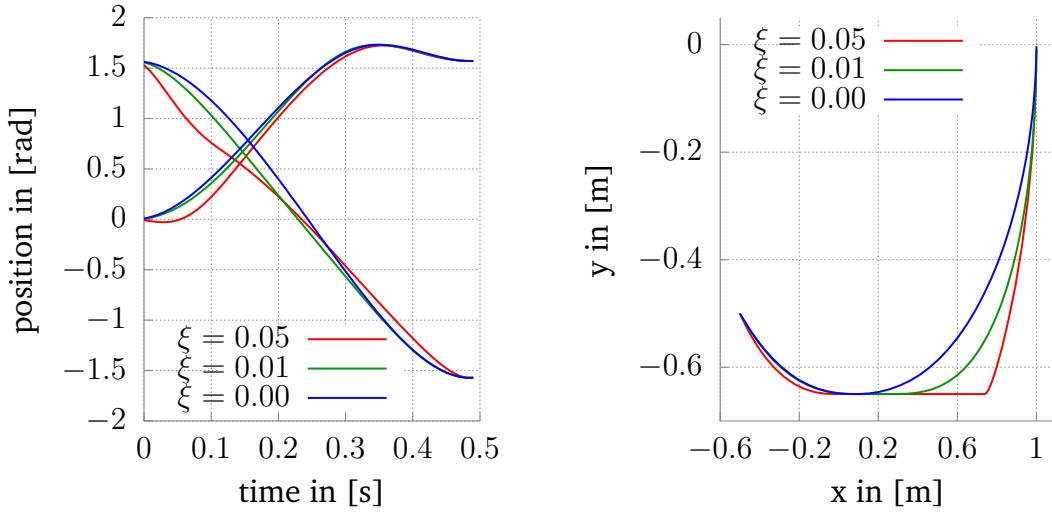 position in [rad]
2
1.5
1
0.5
0
−0.5
−1
−1.5
−2
ξ = 0.05
ξ = 0.01
ξ = 0.00
0 0.1 0.2 0.3 0.4 0.5
time in [s]
y in [m]
0
−0.2
−0.4
−0.6
ξ = 0.05
ξ = 0.01
ξ = 0.00
−0.6 −0.2 0.2 0.6 1
x in [m]